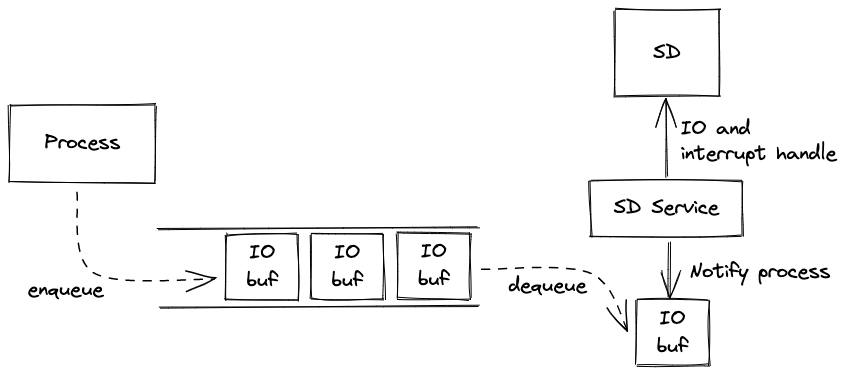 SD
Process
IO and
interrupt handle
SD Service
IO
buf
IO
buf
IO
buf
enqueue
dequeue
Notify process
IO
buf